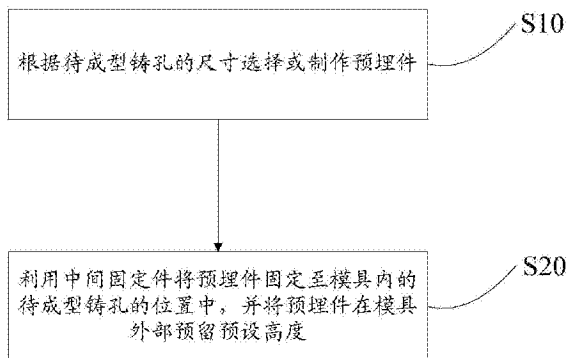 S10
根据待成型铸孔的尺寸选择或制作预埋件
S20
利用中间固定件将预埋件固定至模具内的
待成型铸孔的位置中，并将预埋件在模具
外部预留预设高度